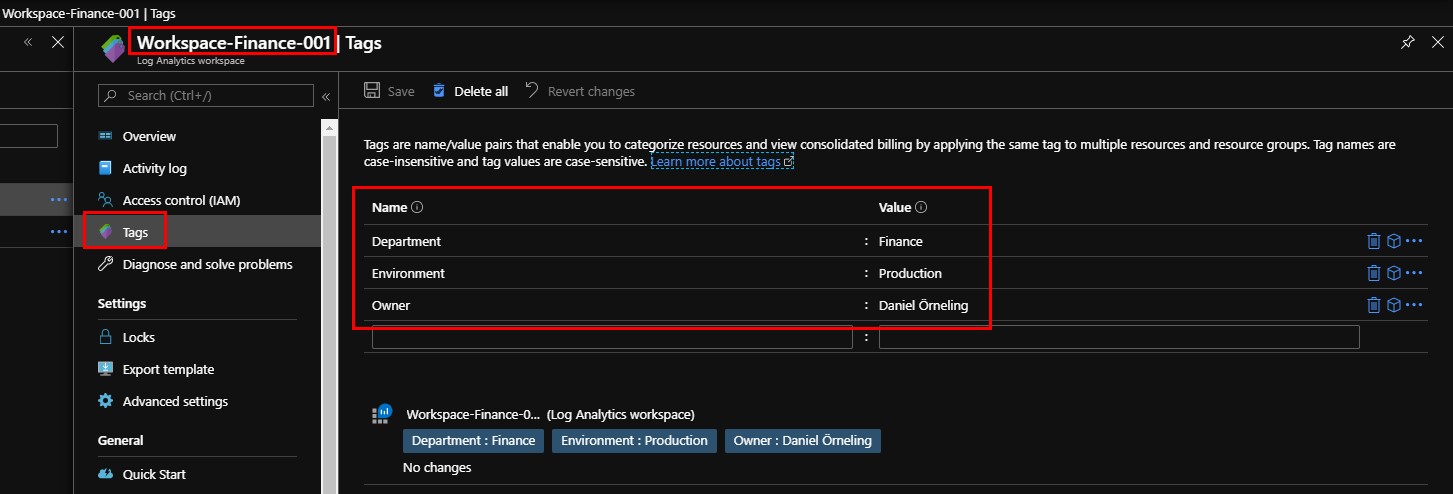 Workspace-Finance-001 | Tags
Workspace-Finance-001 | Tags
Log Analytics workspace
Search (Ctrl+/)
Overview
Activity log
Access control (IAM)
Tags
Diagnose and solve problems
Settings
Locks
Export template
Advanced settings
General
Quick Start
Save Delete all Revert changes
Tags are name/value pairs that enable you to categorize resources and view consolidated billing by applying the same tag to multiple resources and resource groups. Tag names are
case-insensitive and tag values are case-sensitive. Learn more about tags
Name Value
Department : Finance
Environment : Production
Owner : Daniel Örneling
:
Workspace-Finance-0... (Log Analytics workspace)
Department : Finance Environment : Production Owner : Daniel Örneling
No changes